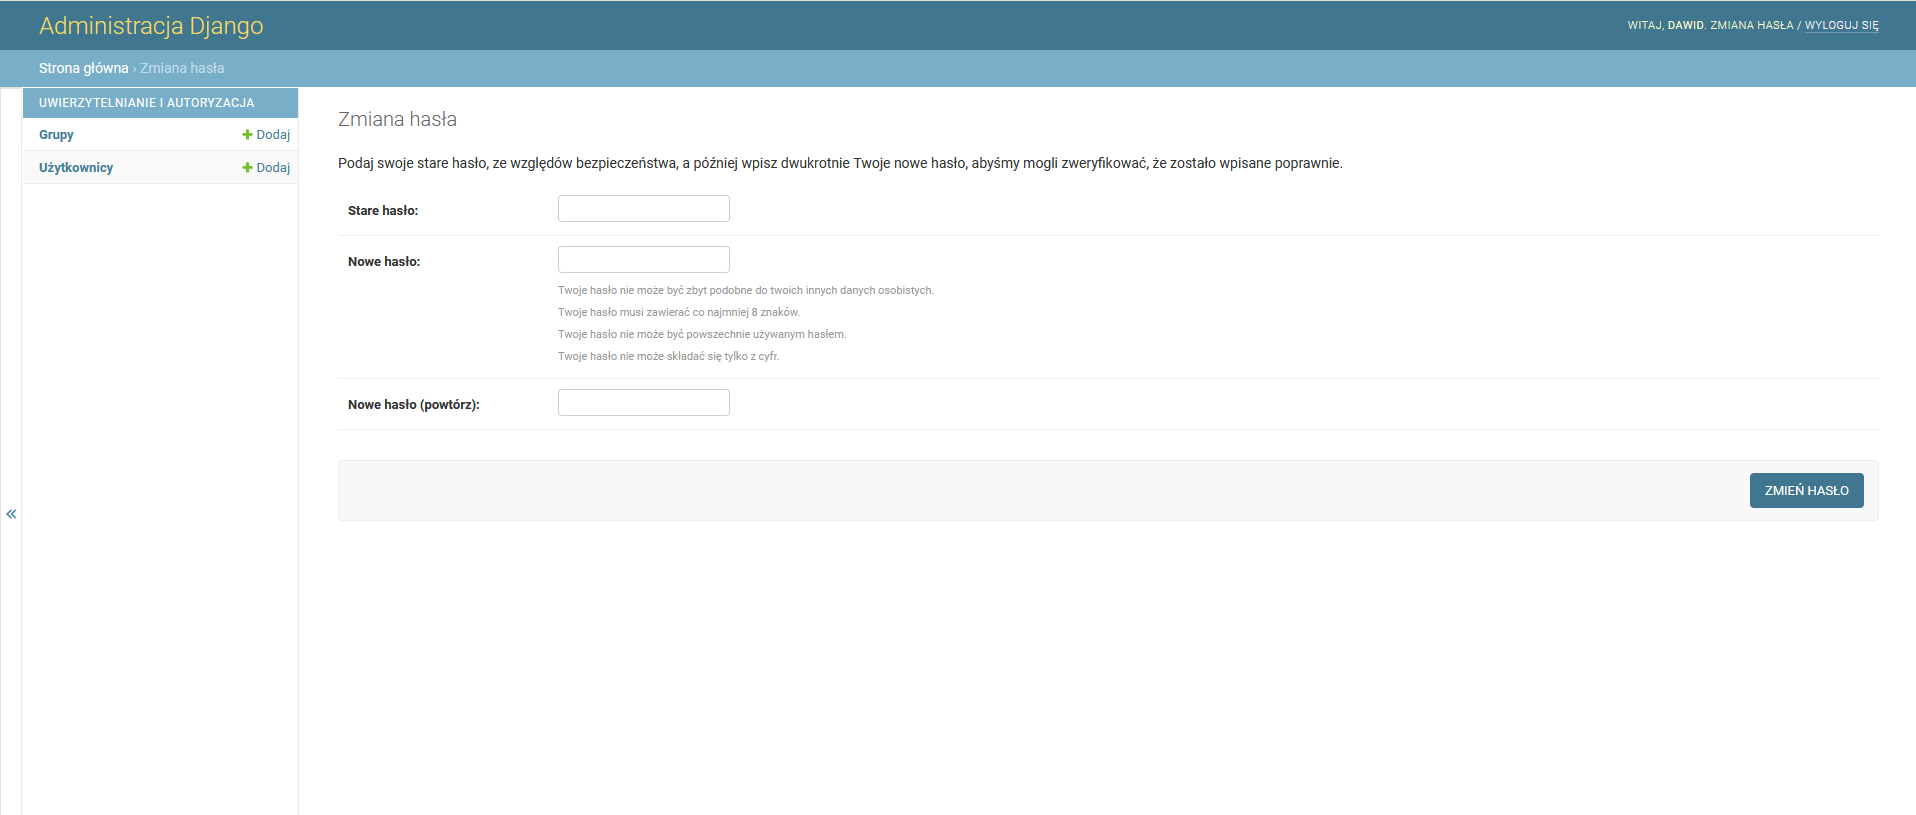 Administracja Django
WITAJ, DAWID. ZMIANA HASŁA / WYLOGUJ SIĘ
Strona główna › Zmiana hasła
UWIERZYTELNIANIE I AUTORYZACJA
Grupy
Dodaj
Użytkownicy
Dodaj
«
Zmiana hasła
Podaj swoje stare hasło, ze względów bezpieczeństwa, a później wpisz dwukrotnie Twoje nowe hasło, abyśmy mogli zweryfikować, że zostało wpisane poprawnie.
Stare hasło:
Nowe hasło:
Twoje hasło nie może być zbyt podobne do twoich innych danych osobistych.
Twoje hasło musi zawierać co najmniej 8 znaków.
Twoje hasło nie może być powszechnie używanym hasłem.
Twoje hasło nie może składać się tylko z cyfr.
Nowe hasło (powtórz):
ZMIEŃ HASŁO